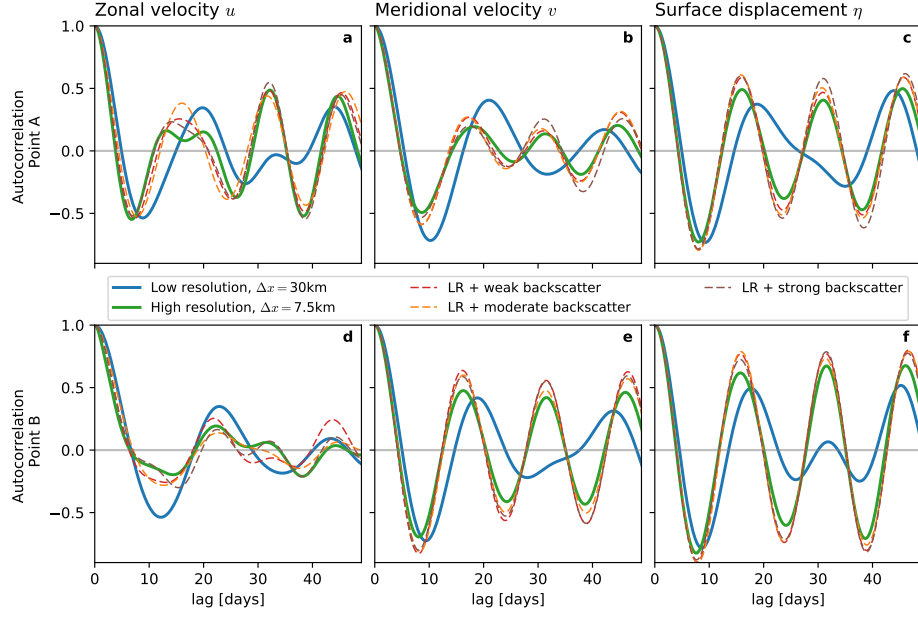 Zonal velocity u
Meridional velocity v
Surface displacement η
Autocorrelation
Point A
1.0
0.5
0.0
−0.5
a
b
c
Low resolution, Δx = 30km
High resolution, Δx = 7.5km
LR + weak backscatter
LR + moderate backscatter
LR + strong backscatter
Autocorrelation
Point B
1.0
0.5
0.0
−0.5
d
e
f
0 10 20 30 40
0 10 20 30 40
0 10 20 30 40
lag [days]
lag [days]
lag [days]